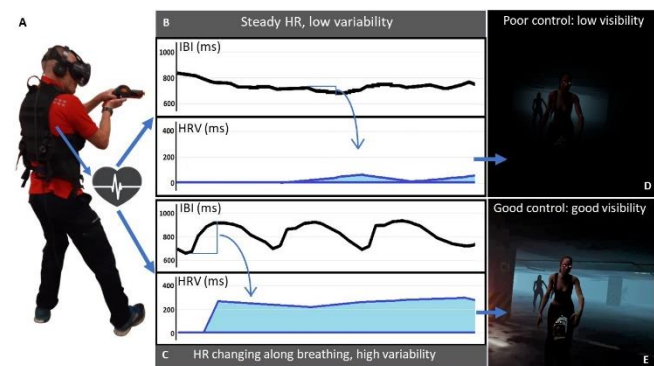 A
B
Steady HR, low variability
IBI (ms)
1000
800
600
HRV (ms)
400
200
0
IBI (ms)
1000
800
600
HRV (ms)
400
200
0
C
HR changing along breathing, high variability
Poor control: low visibility
D
Good control: good visibility
E